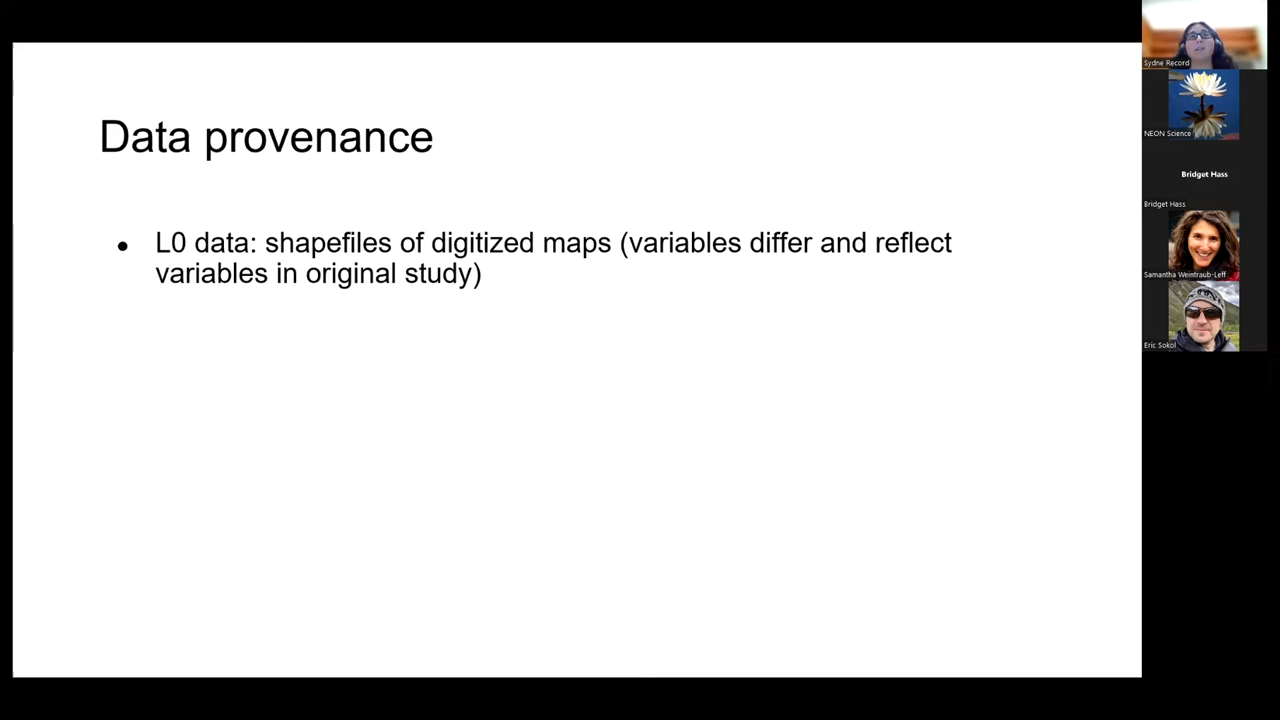 Data provenance
● L0 data: shapefiles of digitized maps (variables differ and reflect
variables in original study)
Sydne Record
NEON Science
Bridget Hass
Bridget Hass
Samantha Weintraub-Leff
Eric Sokol